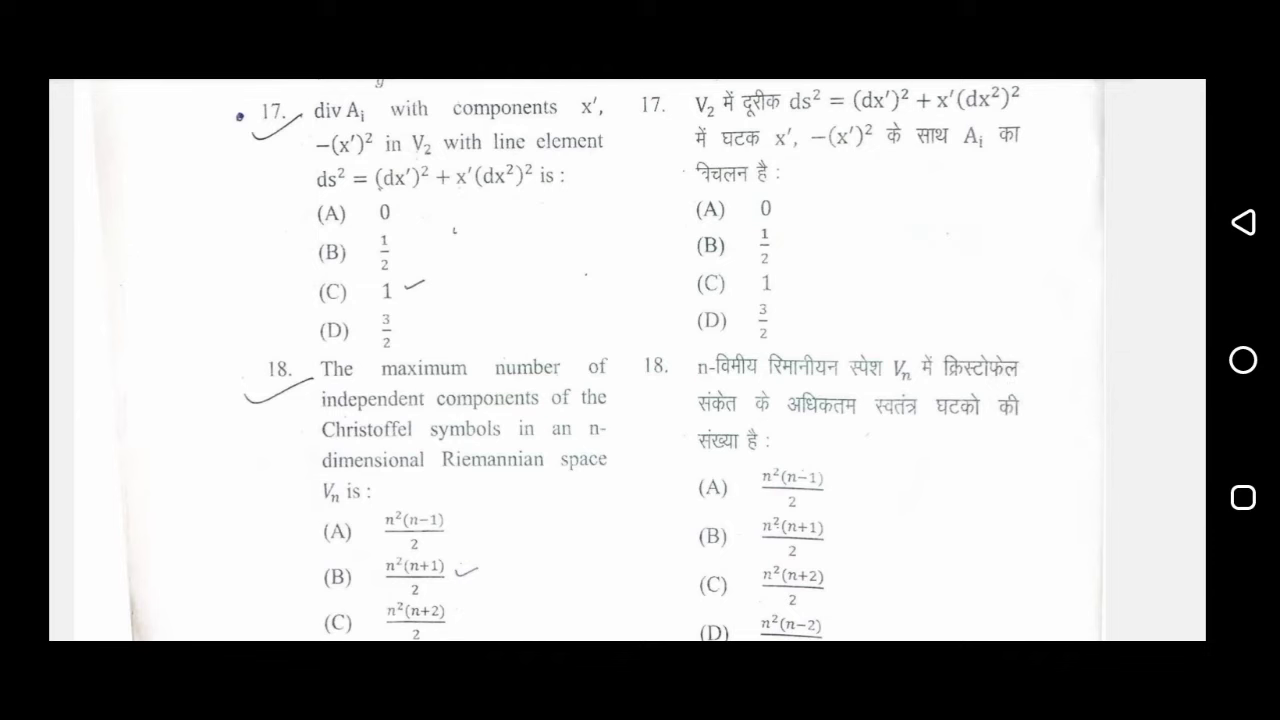 17. div Aᵢ with components x′,
−(x′)² in V₂ with line element
ds² = (dx′)² + x′(dx²)² is :
(A) 0
(B) 1/2
(C) 1
(D) 3/2
18. The maximum number of
independent components of the
Christoffel symbols in an n-
dimensional Riemannian space
Vₙ is :
(A) n²(n−1)/2
(B) n²(n+1)/2
(C) n²(n+2)/2
17. V₂ में दूरीक ds² = (dx′)² + x′(dx²)²
में घटक x′, −(x′)² के साथ Aᵢ का
है :
(A) 0
(B) 1/2
(C) 1
(D) 3/2
18. n-विमीय रिमानीयन स्पेश Vₙ में क्रिस्टोफेल
संकेत के अधिकतम स्वतंत्र घटको की
संख्या है :
(A) n²(n−1)/2
(B) n²(n+1)/2
(C) n²(n+2)/2
(D) n²(n−2)